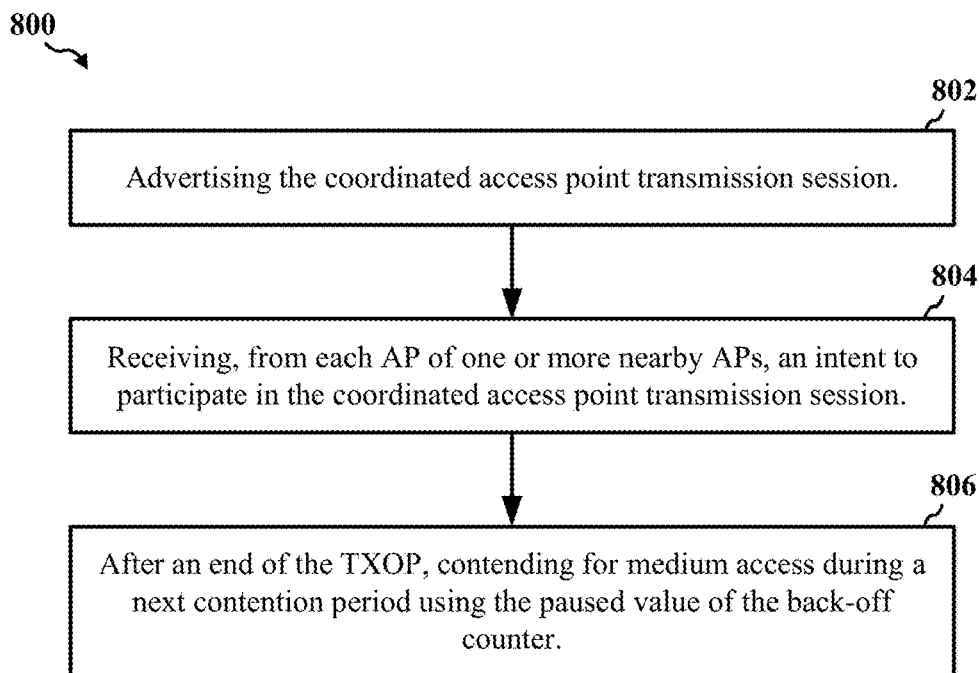 800
802
Advertising the coordinated access point transmission session.
804
Receiving, from each AP of one or more nearby APs, an intent to
participate in the coordinated access point transmission session.
806
After an end of the TXOP, contending for medium access during a
next contention period using the paused value of the back-off
counter.